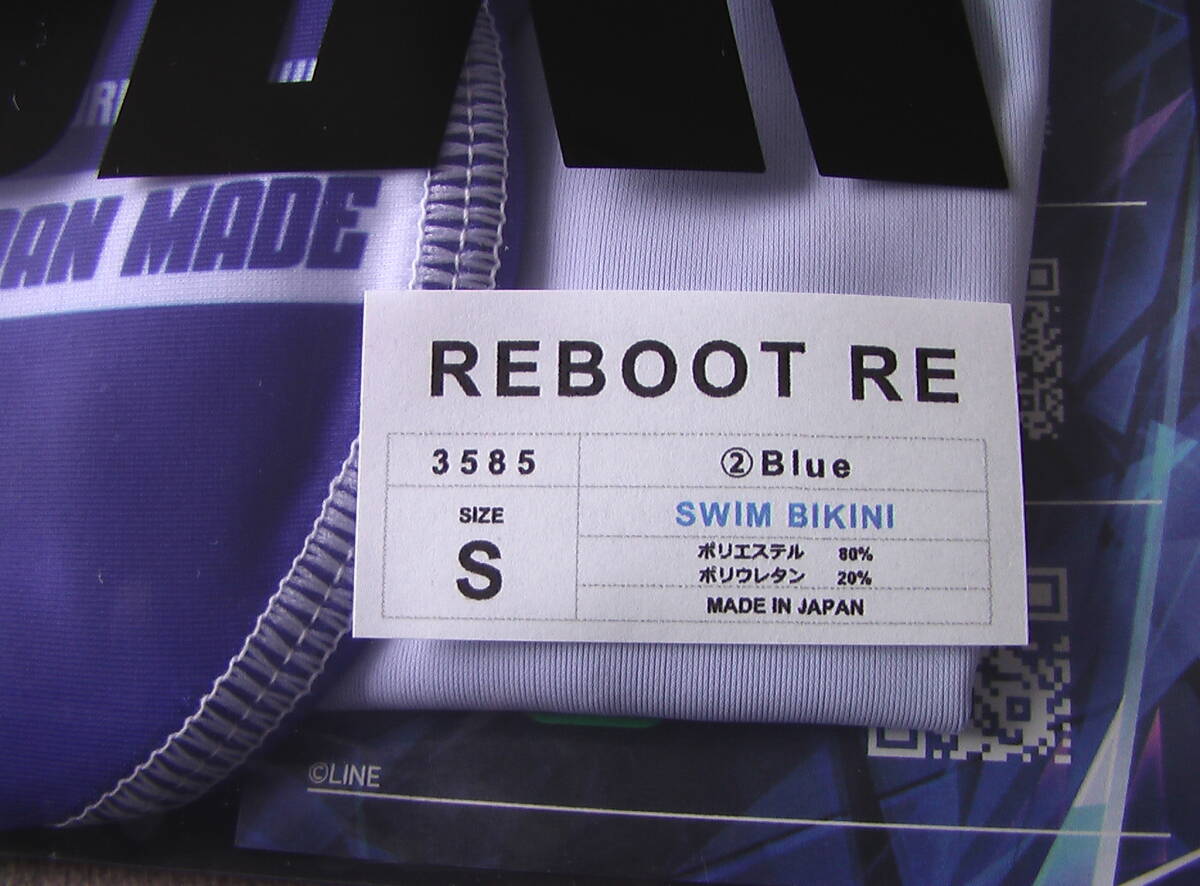 AN MADE
REBOOT RE
3585
②Blue
SIZE
S
SWIM BIKINI
ポリエステル 80%
ポリウレタン 20%
MADE IN JAPAN
©LINE